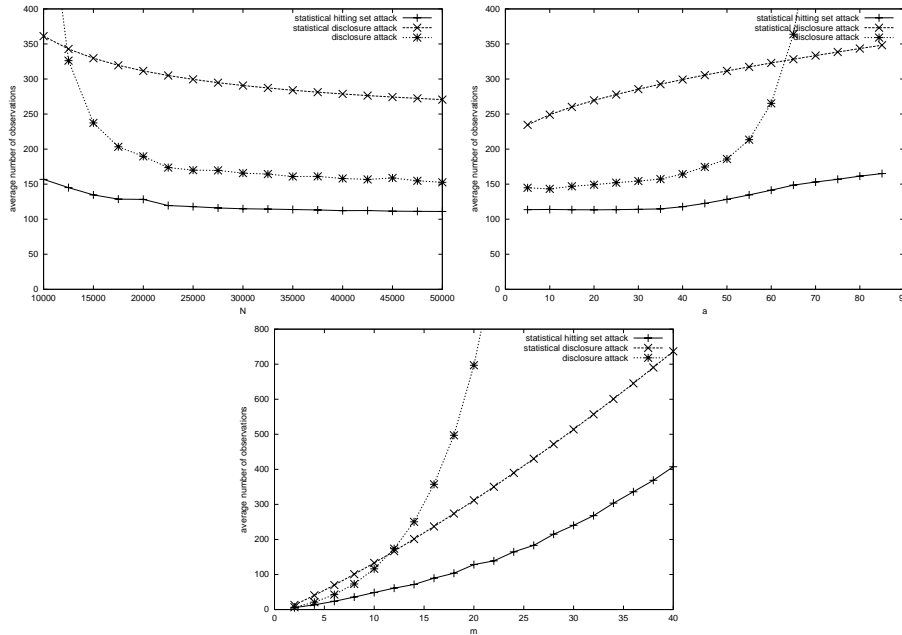 400
350
300
250
200
150
100
50
0
average number of observations
10000 15000 20000 25000 30000 35000 40000 45000 50000
N
statistical hitting set attack
statistical disclosure attack
disclosure attack
400
350
300
250
200
150
100
50
0
average number of observations
0 10 20 30 40 50 60 70 80 9
a
statistical hitting set attack
statistical disclosure attack
disclosure attack
800
700
600
500
400
300
200
100
0
average number of observations
0 5 10 15 20 25 30 35 40
m
statistical hitting set attack
statistical disclosure attack
disclosure attack